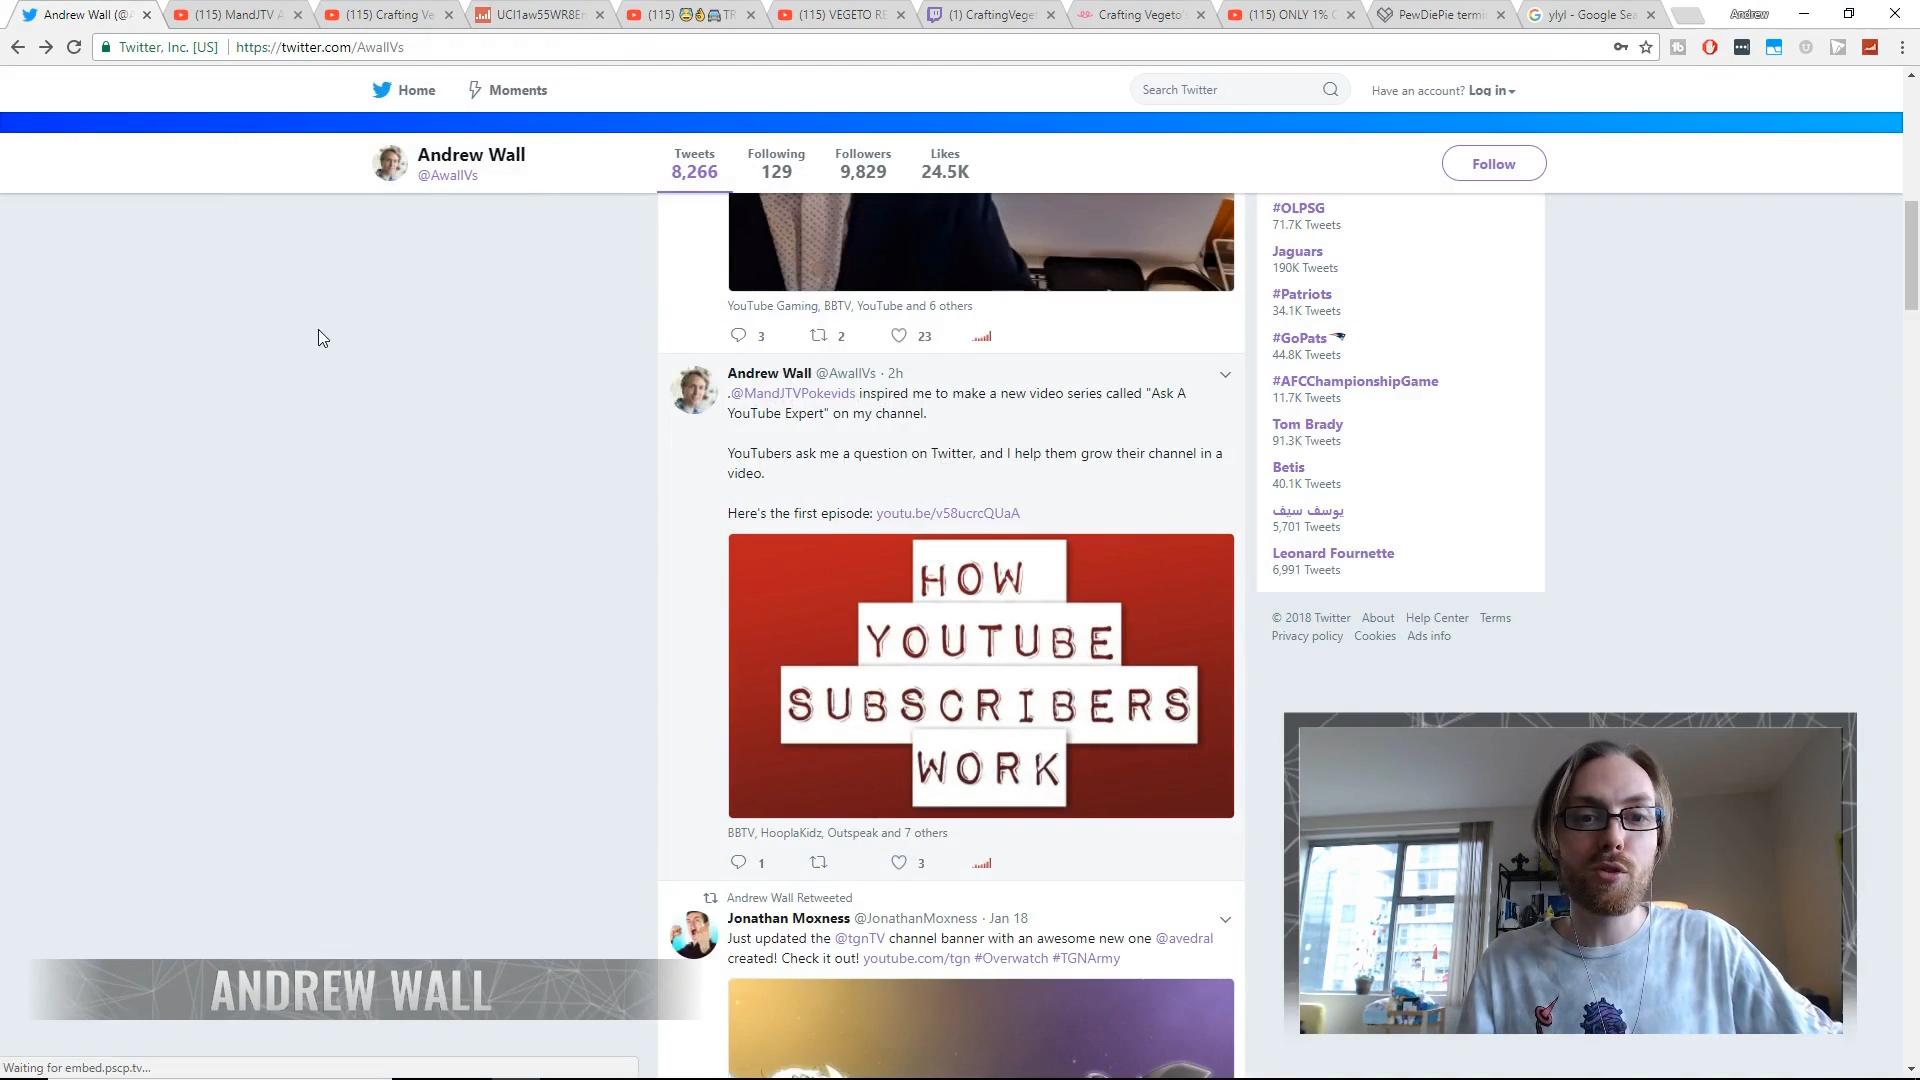 Andrew Wall (@A
(115) MandJTV A
(115) Crafting Ve
UCI1aw55WR8Em
(115)
TR
(115) VEGETO RE
(1) CraftingVeget
Crafting Vegeto's
(115) ONLY 1% C
PewDiePie termi
ylyl - Google Sea
Andrew
Twitter, Inc. [US]
https://twitter.com/AwallVs
Home
Moments
Search Twitter
Have an account? Log in
Andrew Wall
@AwallVs
Tweets
8,266
Following
129
Followers
9,829
Likes
24.5K
Follow
YouTube Gaming, BBTV, YouTube and 6 others
3
2
23
Andrew Wall @AwallVs · 2h
.@MandJTVPokevids inspired me to make a new video series called "Ask A
YouTube Expert" on my channel.
YouTubers ask me a question on Twitter, and I help them grow their channel in a
video.
Here's the first episode: youtu.be/v58ucrcQUaA
HOW
YOUTUBE
SUBSCRIBERS
WORK
BBTV, HooplaKidz, Outspeak and 7 others
1
3
Andrew Wall Retweeted
Jonathan Moxness @JonathanMoxness · Jan 18
Just updated the @tgnTV channel banner with an awesome new one @avedral
created! Check it out! youtube.com/tgn #Overwatch #TGNArmy
#OLPSG
71.7K Tweets
Jaguars
190K Tweets
#Patriots
34.1K Tweets
#GoPats
44.8K Tweets
#AFCChampionshipGame
11.7K Tweets
Tom Brady
91.3K Tweets
Betis
40.1K Tweets
يوسف سيف
5,701 Tweets
Leonard Fournette
6,991 Tweets
© 2018 Twitter About Help Center Terms
Privacy policy Cookies Ads info
ANDREW WALL
Waiting for embed.pscp.tv...